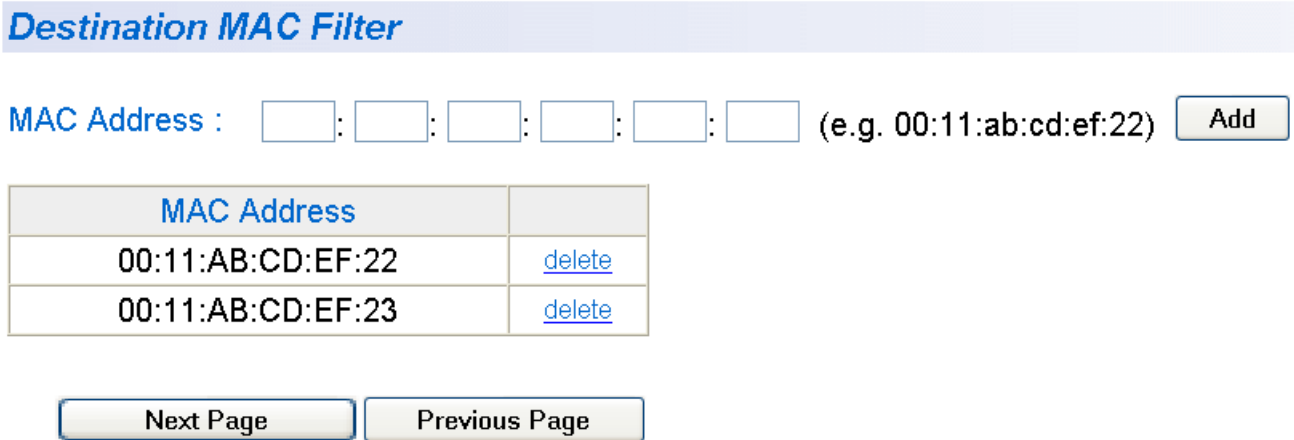 Destination MAC Filter
MAC Address : : : : : : (e.g. 00:11:ab:cd:ef:22) Add
MAC Address
00:11:AB:CD:EF:22 delete
00:11:AB:CD:EF:23 delete
Next Page Previous Page